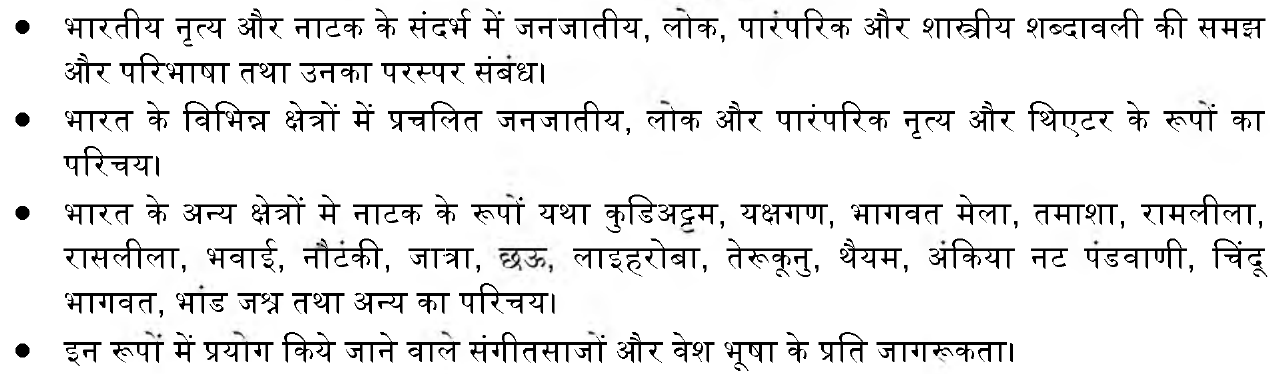 • भारतीय नृत्य और नाटक के संदर्भ में जनजातीय, लोक, पारंपरिक और शास्त्रीय शब्दावली की समझ
और परिभाषा तथा उनका परस्पर संबंध।
• भारत के विभिन्न क्षेत्रों में प्रचलित जनजातीय, लोक और पारंपरिक नृत्य और थिएटर के रूपों का
परिचय।
• भारत के अन्य क्षेत्रों मे नाटक के रूपों यथा कुडिअट्टम, यक्षगण, भागवत मेला, तमाशा, रामलीला,
रासलीला, भवाई, नौटंकी, जात्रा, छऊ, लाइहरोबा, तेरूकूनु, थैयम, अंकिया नट पंडवाणी, चिंदू
भागवत, भांड जश्न तथा अन्य का परिचय।
• इन रूपों में प्रयोग किये जाने वाले संगीतसाजों और वेश भूषा के प्रति जागरूकता।